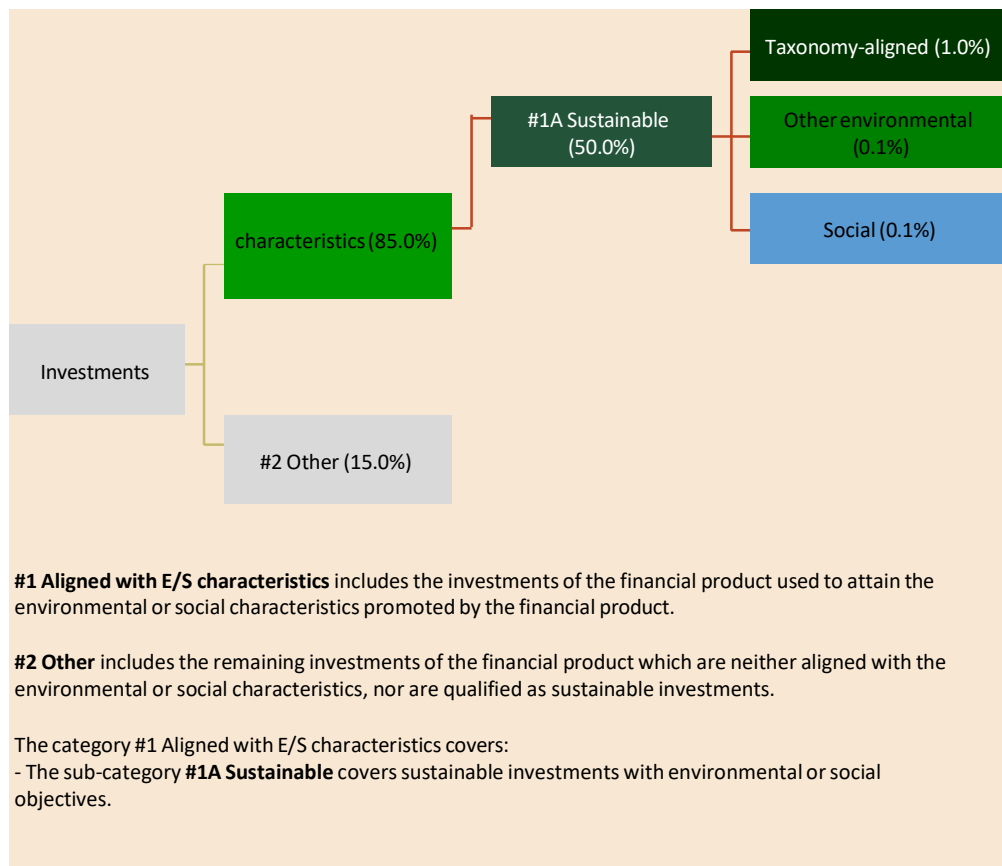 Taxonomy-aligned (1.0%)
#1A Sustainable
(50.0%)
Other environmental
(0.1%)
characteristics (85.0%)
Social (0.1%)
Investments
#2 Other (15.0%)
#1 Aligned with E/S characteristics includes the investments of the financial product used to attain the
environmental or social characteristics promoted by the financial product.
#2 Other includes the remaining investments of the financial product which are neither aligned with the
environmental or social characteristics, nor are qualified as sustainable investments.
The category #1 Aligned with E/S characteristics covers:
- The sub-category #1A Sustainable covers sustainable investments with environmental or social
objectives.